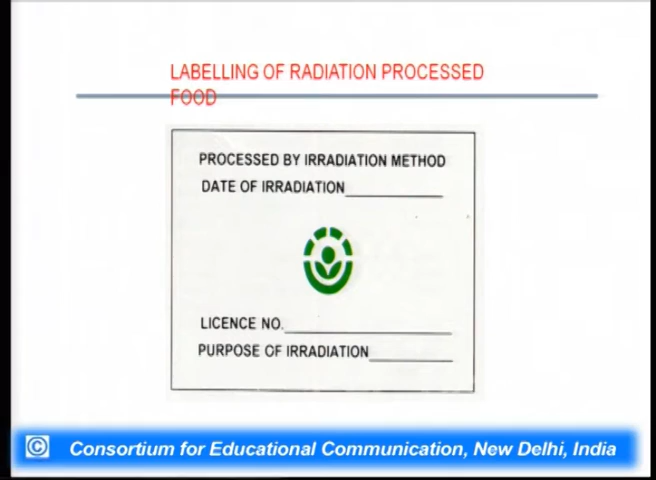 LABELLING OF RADIATION PROCESSED
FOOD
PROCESSED BY IRRADIATION METHOD
DATE OF IRRADIATION
LICENCE NO.
PURPOSE OF IRRADIATION
© Consortium for Educational Communication, New Delhi, India